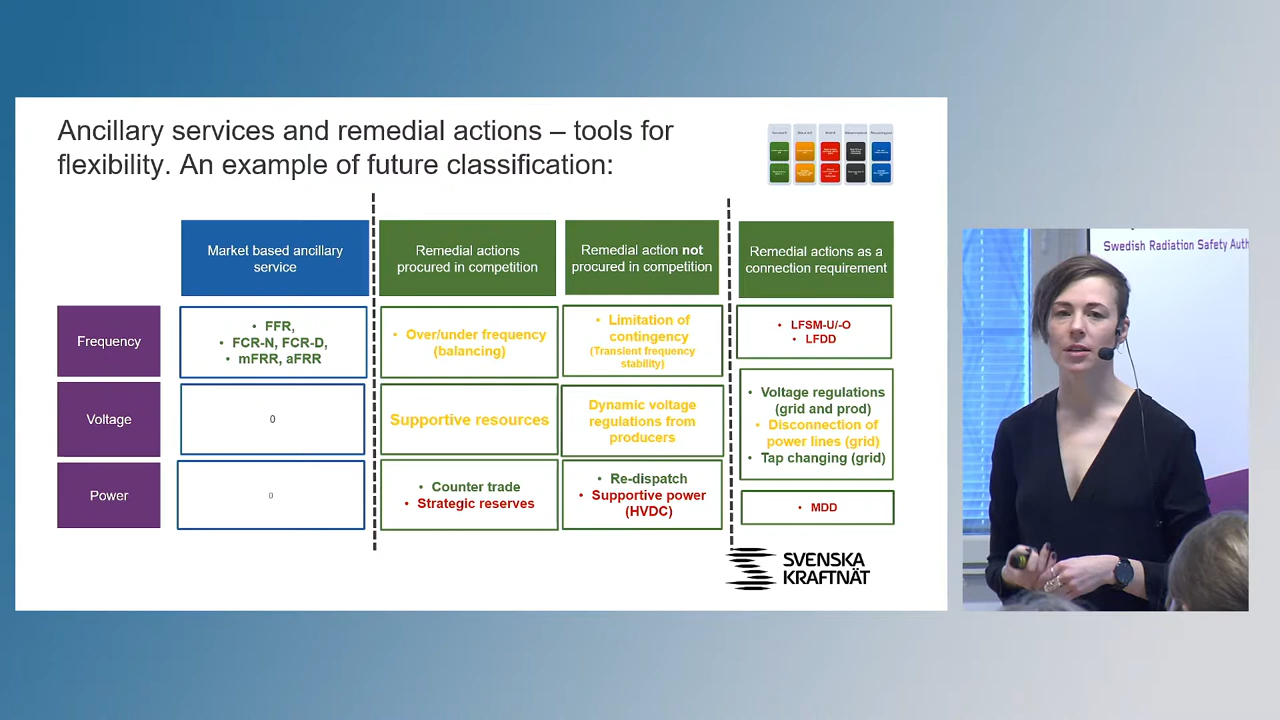 Ancillary services and remedial actions – tools for
flexibility. An example of future classification:
Market based ancillary
service
Remedial actions
procured in competition
Remedial action not
procured in competition
Remedial actions as a
connection requirement
Frequency
• FFR,
• FCR-N, FCR-D,
• mFRR, aFRR
• Over/under frequency
(balancing)
• Limitation of
contingency
(Transient frequency
stability)
• LFSM-U/-O
• LFDD
Voltage
0
Supportive resources
Dynamic voltage
regulations from
producers
• Voltage regulations
(grid and prod)
• Disconnection of
power lines (grid)
• Tap changing (grid)
Power
0
• Counter trade
• Strategic reserves
• Re-dispatch
• Supportive power
(HVDC)
• MDD
SVENSKA
KRAFTNÄT
Swedish Radiation Safety Auth